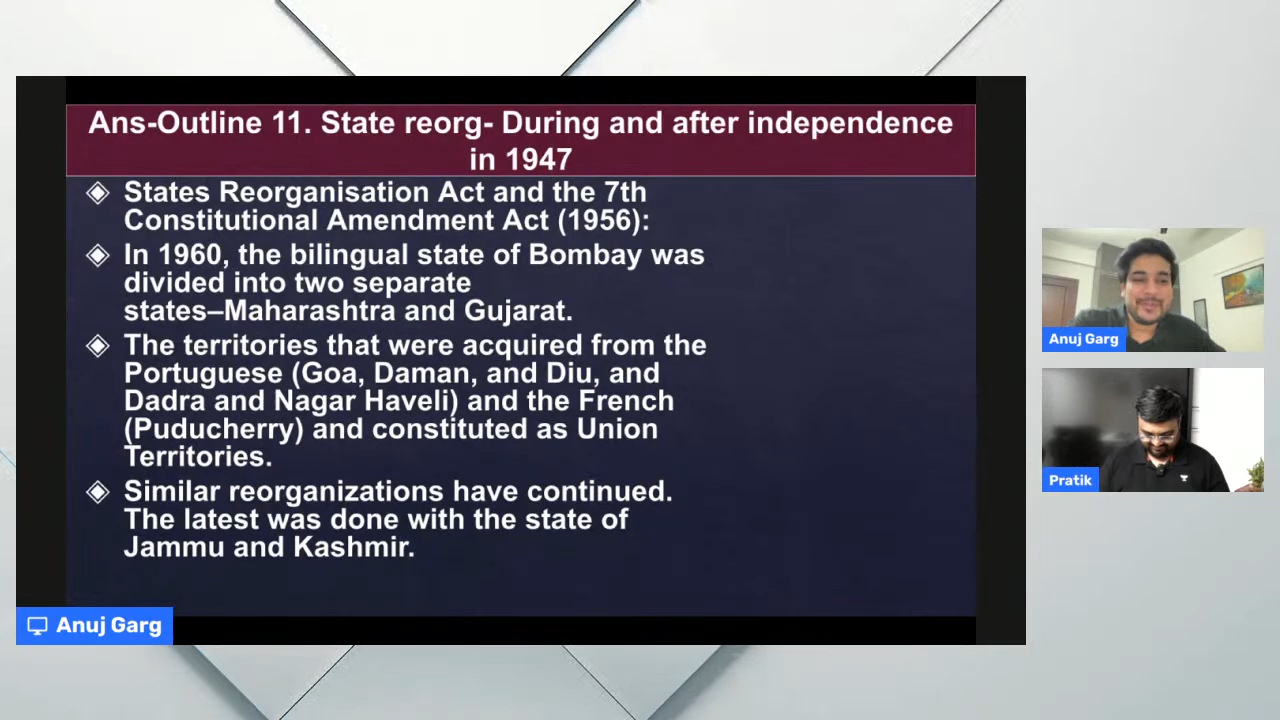 Ans-Outline 11. State reorg- During and after independence
in 1947
States Reorganisation Act and the 7th
Constitutional Amendment Act (1956):
In 1960, the bilingual state of Bombay was
divided into two separate
states–Maharashtra and Gujarat.
The territories that were acquired from the
Portuguese (Goa, Daman, and Diu, and
Dadra and Nagar Haveli) and the French
(Puducherry) and constituted as Union
Territories.
Similar reorganizations have continued.
The latest was done with the state of
Jammu and Kashmir.
Anuj Garg
Anuj Garg
Pratik